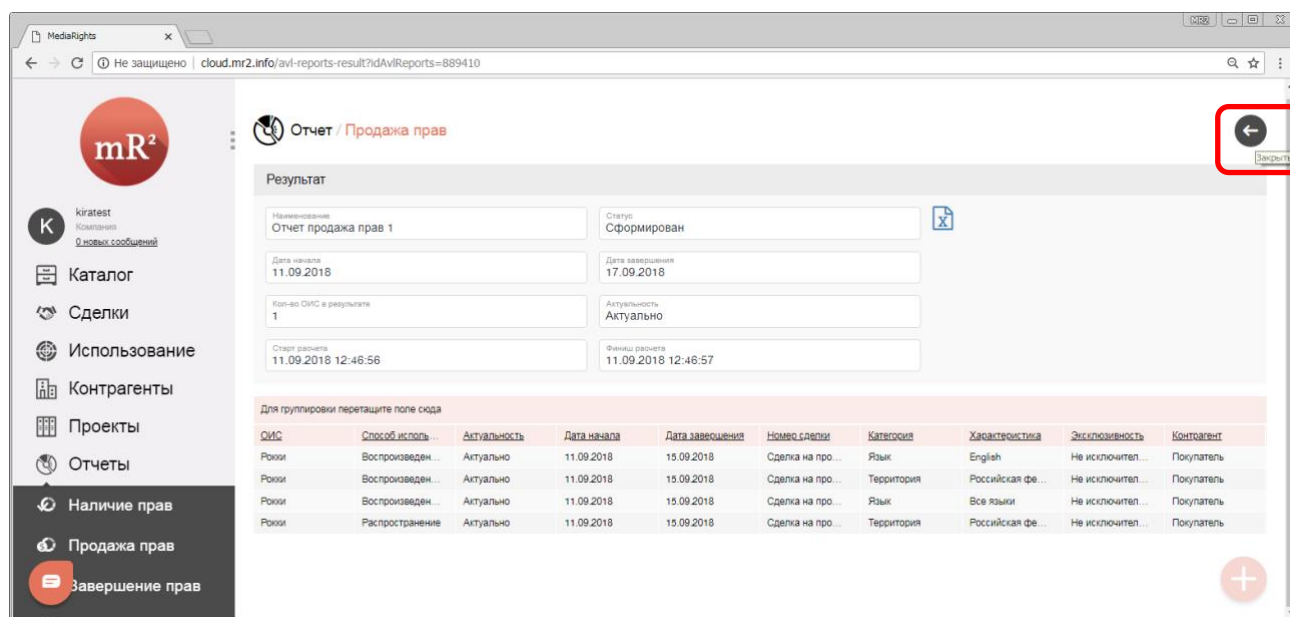 MR2
MediaRights
Не защищено | cloud.mr2.info/avl-reports-result?idAvlReports=889410
mR²
Отчет / Продажа прав
Закрыть
Результат
K
kiratest
Компания
0 новых сообщений
Наименование
Отчет продажа прав 1
Статус
Сформирован
Дата начала
11.09.2018
Дата завершения
17.09.2018
Кол-во ОИС в результате
1
Актуальность
Актуально
Старт расчета
11.09.2018 12:46:56
Финиш расчета
11.09.2018 12:46:57
Каталог
Сделки
Использование
Контрагенты
Проекты
Отчеты
Наличие прав
Продажа прав
Завершение прав
Для группировки перетащите поле сюда
ОИС Способ исполь... Актуальность Дата начала Дата завершения Номер сделки Категория Характеристика Эксклюзивность Контрагент
Рокки Воспроизведен... Актуально 11.09.2018 15.09.2018 Сделка на про... Язык English Не исключител... Покупатель
Рокки Воспроизведен... Актуально 11.09.2018 15.09.2018 Сделка на про... Территория Российская фе... Не исключител... Покупатель
Рокки Воспроизведен... Актуально 11.09.2018 15.09.2018 Сделка на про... Язык Все языки Не исключител... Покупатель
Рокки Распространение Актуально 11.09.2018 15.09.2018 Сделка на про... Территория Российская фе... Не исключител... Покупатель